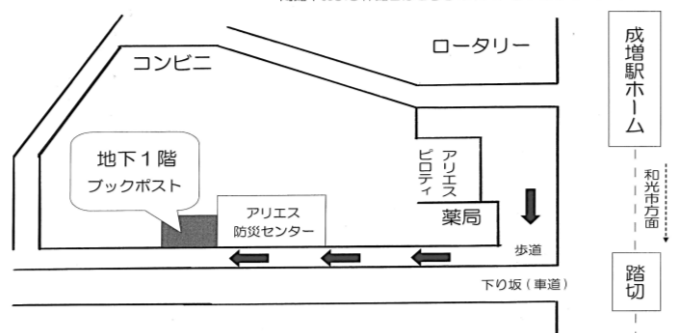 ロータリー
コンビニ
成増駅ホーム
地下1階
ブックポスト
アリエス
ピロティ
アリエス
防災センター
薬局
和光市方面
歩道
踏切
下り坂（車道）